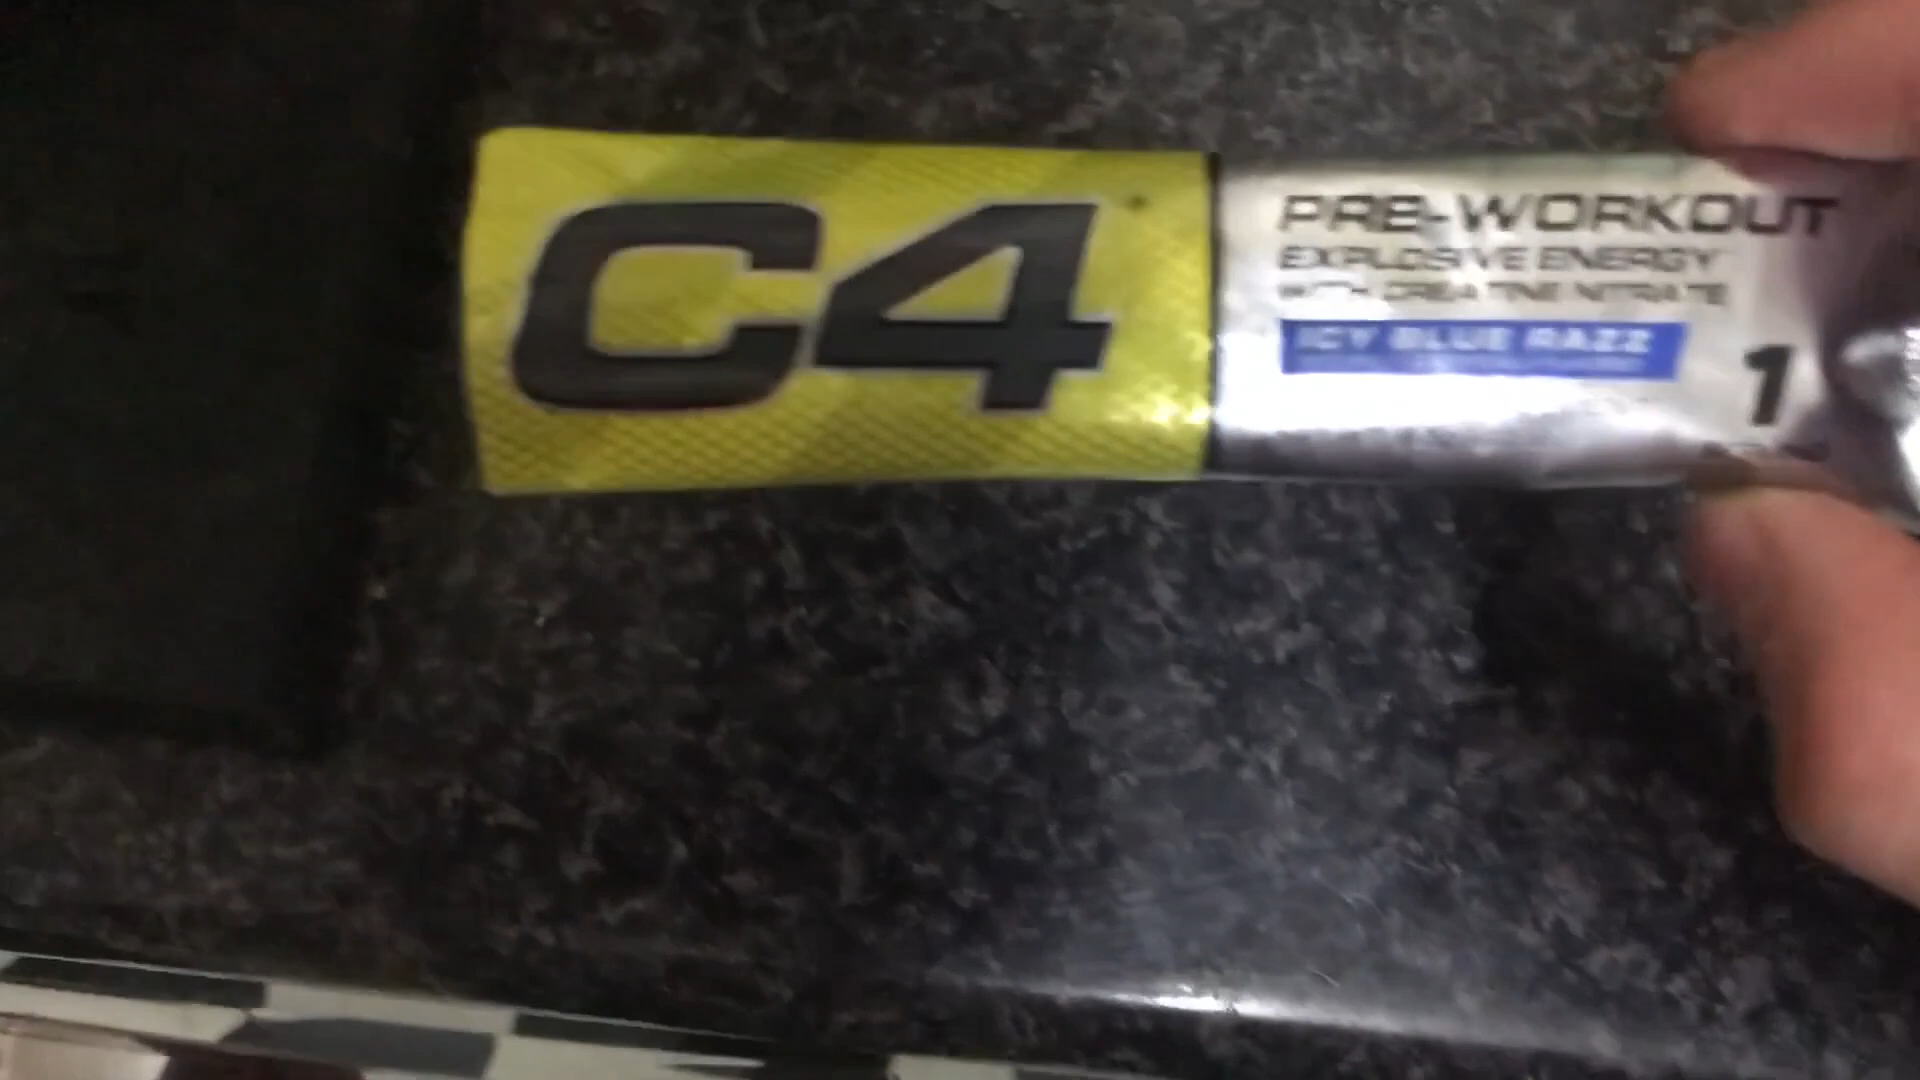 C4
PRE-WORKOUT
EXPLOSIVE ENERGY
WITH CREATINE NITRATE
ICY BLUE RAZZ
1